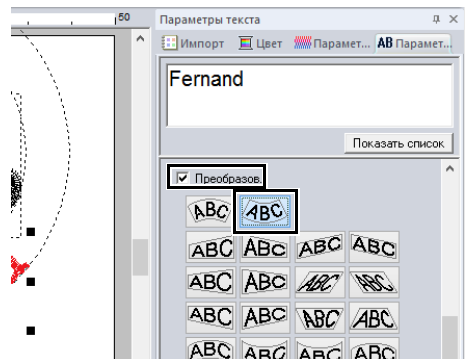 50
Параметры текста
Импорт Цвет Парамет... AB Парамет...
Fernand
Показать список
Преобразов.
ABC ABC
ABC ABC ABC ABC
ABC ABC ABC ABC
ABC ABC ABC ABC
ABC ABC ABC ABC